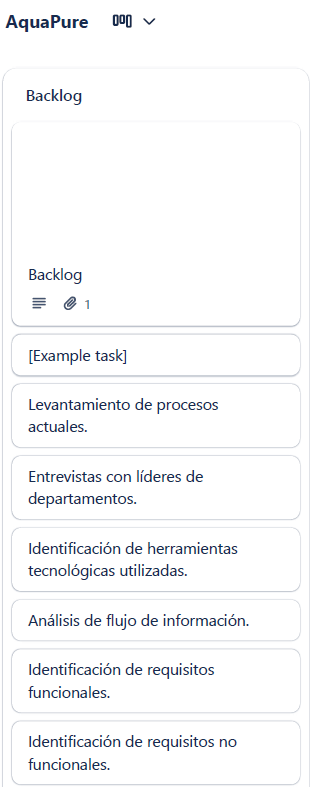 AquaPure
Backlog
Backlog
1
[Example task]
Levantamiento de procesos
actuales.
Entrevistas con líderes de
departamentos.
Identificación de herramientas
tecnológicas utilizadas.
Análisis de flujo de información.
Identificación de requisitos
funcionales.
Identificación de requisitos no
funcionales.